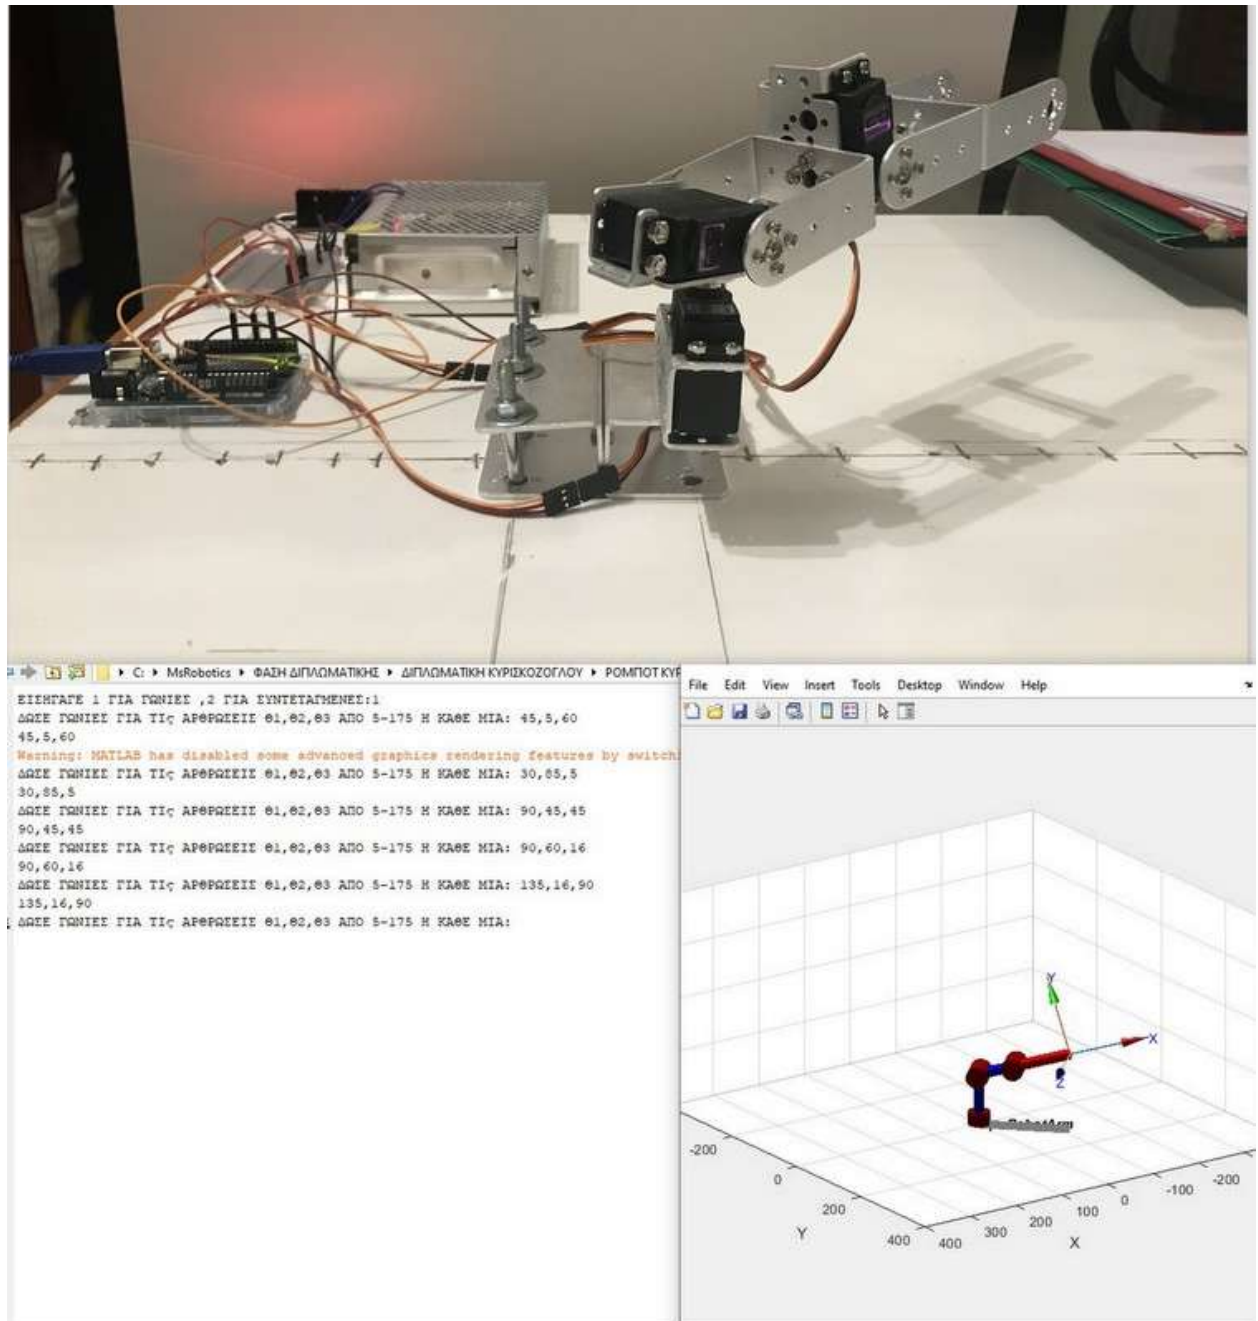 C: ▸ MsRobotics ▸ ΦΑΣΗ ΔΙΠΛΩΜΑΤΙΚΗΣ ▸ ΔΙΠΛΩΜΑΤΙΚΗ ΚΥΡΙΣΚΟΖΟΓΛΟΥ ▸ ΡΟΜΠΟΤ ΚΥΡ
ΕΙΣΗΓΑΓΕ 1 ΓΙΑ ΓΩΝΙΕΣ ,2 ΓΙΑ ΣΥΝΤΕΤΑΓΜΕΝΕΣ:1
ΔΩΣΕ ΓΩΝΙΕΣ ΓΙΑ ΤΙς ΑΡΘΡΩΣΕΙΣ θ1,θ2,θ3 ΑΠΟ 5-175 Η ΚΑΘΕ ΜΙΑ: 45,5,60
45,5,60
Warning: MATLAB has disabled some advanced graphics rendering features by switchi
ΔΩΣΕ ΓΩΝΙΕΣ ΓΙΑ ΤΙς ΑΡΘΡΩΣΕΙΣ θ1,θ2,θ3 ΑΠΟ 5-175 Η ΚΑΘΕ ΜΙΑ: 30,85,5
30,85,5
ΔΩΣΕ ΓΩΝΙΕΣ ΓΙΑ ΤΙς ΑΡΘΡΩΣΕΙΣ θ1,θ2,θ3 ΑΠΟ 5-175 Η ΚΑΘΕ ΜΙΑ: 90,45,45
90,45,45
ΔΩΣΕ ΓΩΝΙΕΣ ΓΙΑ ΤΙς ΑΡΘΡΩΣΕΙΣ θ1,θ2,θ3 ΑΠΟ 5-175 Η ΚΑΘΕ ΜΙΑ: 90,60,16
90,60,16
ΔΩΣΕ ΓΩΝΙΕΣ ΓΙΑ ΤΙς ΑΡΘΡΩΣΕΙΣ θ1,θ2,θ3 ΑΠΟ 5-175 Η ΚΑΘΕ ΜΙΑ: 135,16,90
135,16,90
ΔΩΣΕ ΓΩΝΙΕΣ ΓΙΑ ΤΙς ΑΡΘΡΩΣΕΙΣ θ1,θ2,θ3 ΑΠΟ 5-175 Η ΚΑΘΕ ΜΙΑ:
File Edit View Insert Tools Desktop Window Help
Y
X
Z
-200
0
200
400
Y
400
300
200
100
0
-100
-200
X